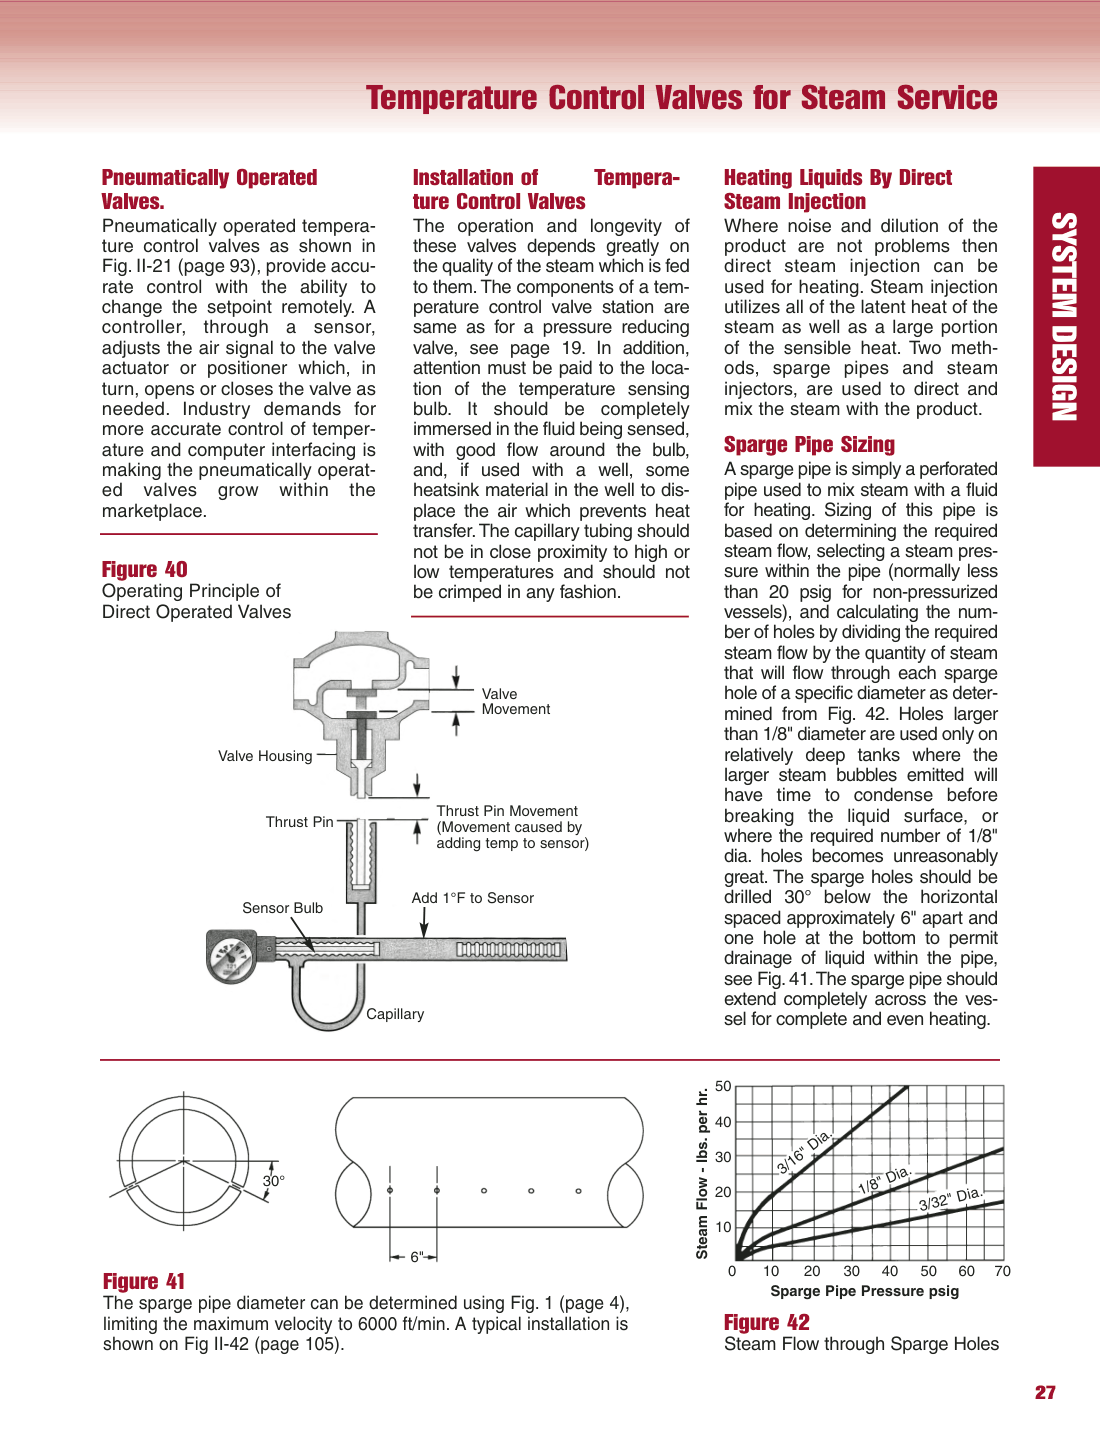 Temperature Control Valves for Steam Service
Pneumatically Operated
Valves.
Pneumatically operated tempera-
ture control valves as shown in
Fig. II-21 (page 93), provide accu-
rate control with the ability to
change the setpoint remotely. A
controller, through a sensor,
adjusts the air signal to the valve
actuator or positioner which, in
turn, opens or closes the valve as
needed. Industry demands for
more accurate control of temper-
ature and computer interfacing is
making the pneumatically operat-
ed valves grow within the
marketplace.
Figure 40
Operating Principle of
Direct Operated Valves
Installation of Tempera-
ture Control Valves
The operation and longevity of
these valves depends greatly on
the quality of the steam which is fed
to them. The components of a tem-
perature control valve station are
same as for a pressure reducing
valve, see page 19. In addition,
attention must be paid to the loca-
tion of the temperature sensing
bulb. It should be completely
immersed in the fluid being sensed,
with good flow around the bulb,
and, if used with a well, some
heatsink material in the well to dis-
place the air which prevents heat
transfer. The capillary tubing should
not be in close proximity to high or
low temperatures and should not
be crimped in any fashion.
Valve
Movement
Valve Housing
Thrust Pin
Thrust Pin Movement
(Movement caused by
adding temp to sensor)
Sensor Bulb
Add 1°F to Sensor
Capillary
Heating Liquids By Direct
Steam Injection
Where noise and dilution of the
product are not problems then
direct steam injection can be
used for heating. Steam injection
utilizes all of the latent heat of the
steam as well as a large portion
of the sensible heat. Two meth-
ods, sparge pipes and steam
injectors, are used to direct and
mix the steam with the product.
Sparge Pipe Sizing
A sparge pipe is simply a perforated
pipe used to mix steam with a fluid
for heating. Sizing of this pipe is
based on determining the required
steam flow, selecting a steam pres-
sure within the pipe (normally less
than 20 psig for non-pressurized
vessels), and calculating the num-
ber of holes by dividing the required
steam flow by the quantity of steam
that will flow through each sparge
hole of a specific diameter as deter-
mined from Fig. 42. Holes larger
than 1/8" diameter are used only on
relatively deep tanks where the
larger steam bubbles emitted will
have time to condense before
breaking the liquid surface, or
where the required number of 1/8"
dia. holes becomes unreasonably
great. The sparge holes should be
drilled 30° below the horizontal
spaced approximately 6" apart and
one hole at the bottom to permit
drainage of liquid within the pipe,
see Fig. 41. The sparge pipe should
extend completely across the ves-
sel for complete and even heating.
SYSTEM DESIGN
30°
6"
Figure 41
The sparge pipe diameter can be determined using Fig. 1 (page 4),
limiting the maximum velocity to 6000 ft/min. A typical installation is
shown on Fig II-42 (page 105).
Steam Flow - lbs. per hr.
50
40
30
20
10
3/16" Dia.
1/8" Dia.
3/32" Dia.
0 10 20 30 40 50 60 70
Sparge Pipe Pressure psig
Figure 42
Steam Flow through Sparge Holes
27